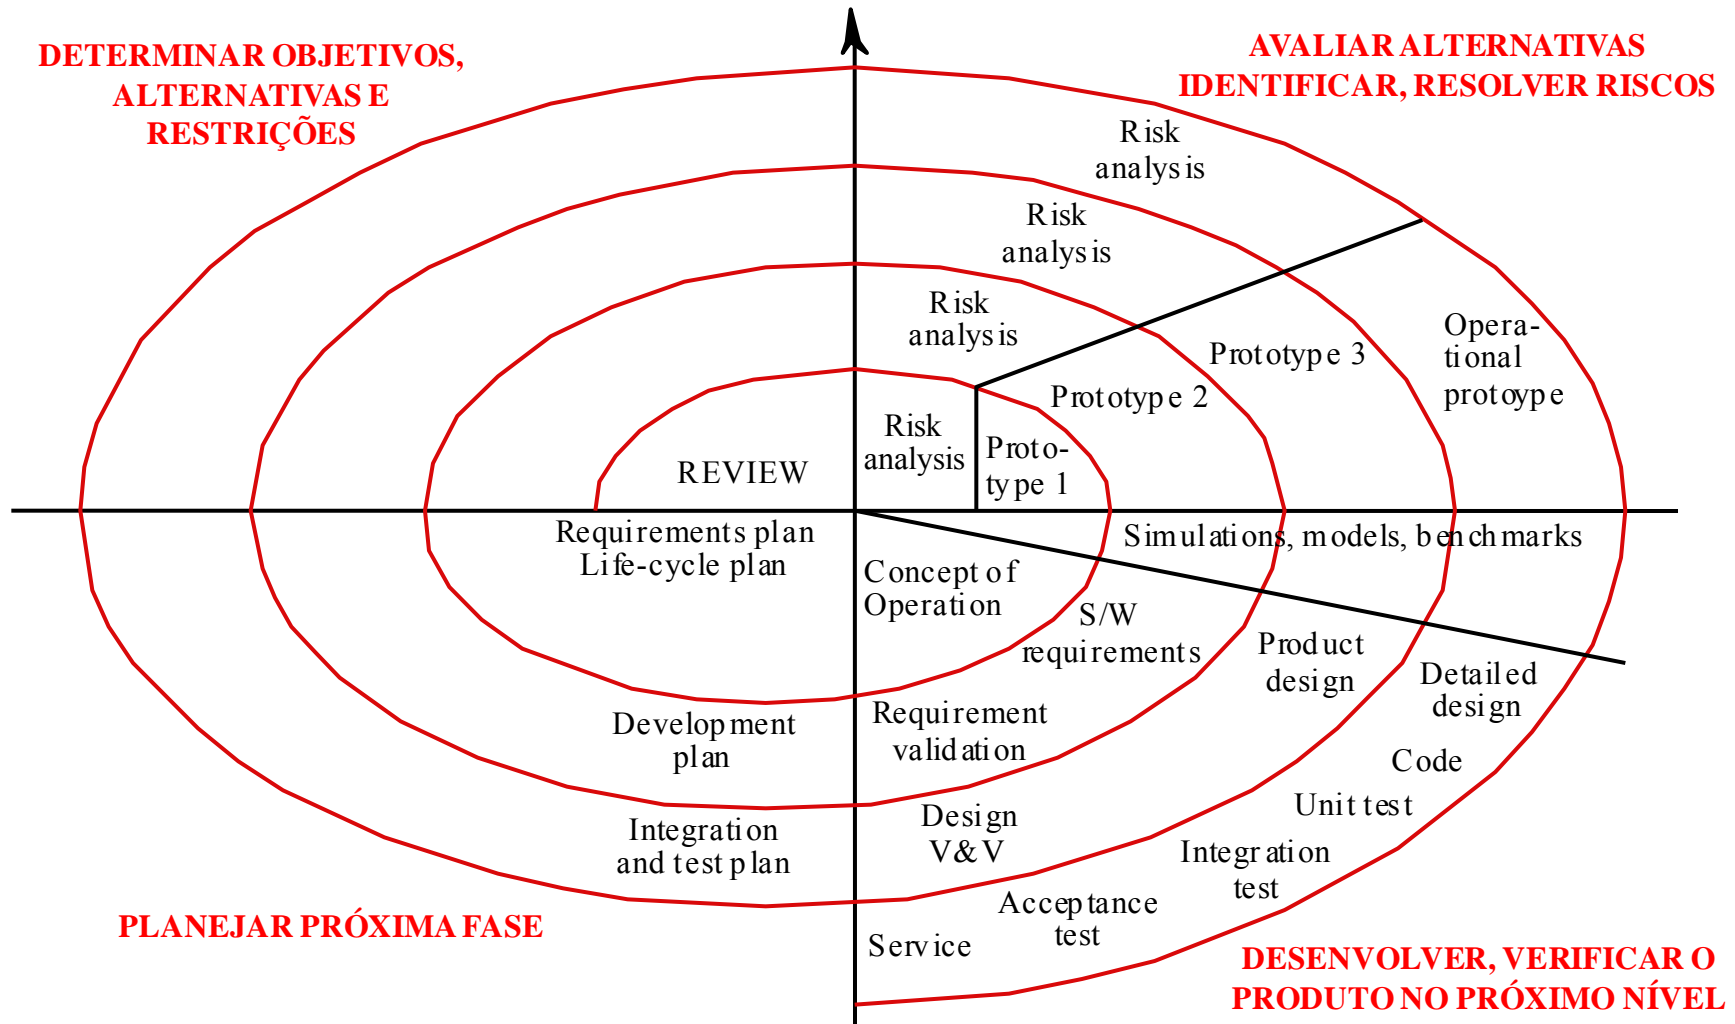 DETERMINAR OBJETIVOS,
ALTERNATIVAS E
RESTRIÇÕES
AVALIAR ALTERNATIVAS
IDENTIFICAR, RESOLVER RISCOS
Risk
analysis
Risk
analysis
Risk
analysis
Risk
analysis
REVIEW
Proto-
type 1
Prototype 2
Prototype 3
Opera-
tional
protoype
Requirements plan
Life-cycle plan
Simulations, models, benchmarks
Concept of
Operation
S/W
requirements
Product
design
Detailed
design
Development
plan
Requirement
validation
Code
Unit test
Integration
and test plan
Design
V&V
Integration
test
Acceptance
test
Service
PLANEJAR PRÓXIMA FASE
DESENVOLVER, VERIFICAR O
PRODUTO NO PRÓXIMO NÍVEL